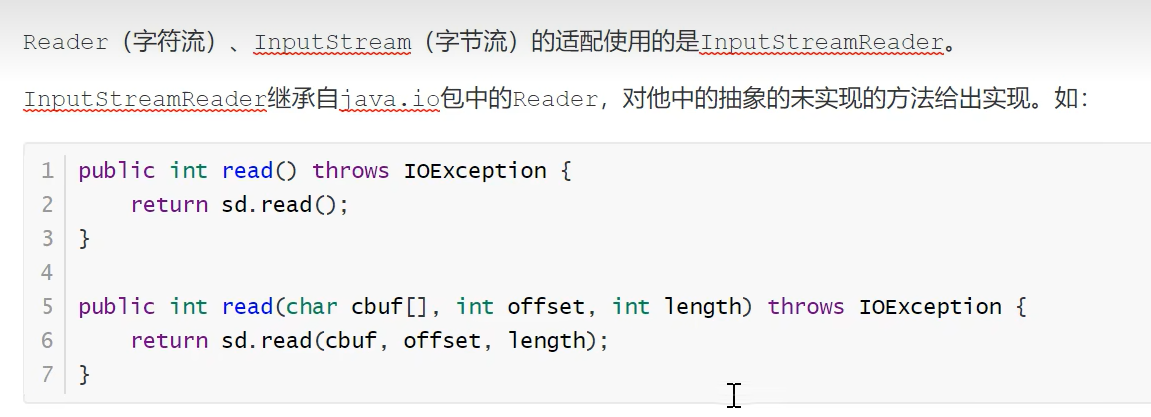 Reader（字符流）、InputStream（字节流）的适配使用的是InputStreamReader。
InputStreamReader继承自java.io包中的Reader，对他中的抽象的未实现的方法给出实现。如：
1 public int read() throws IOException {
2     return sd.read();
3 }
4
5 public int read(char cbuf[], int offset, int length) throws IOException {
6     return sd.read(cbuf, offset, length);
7 }